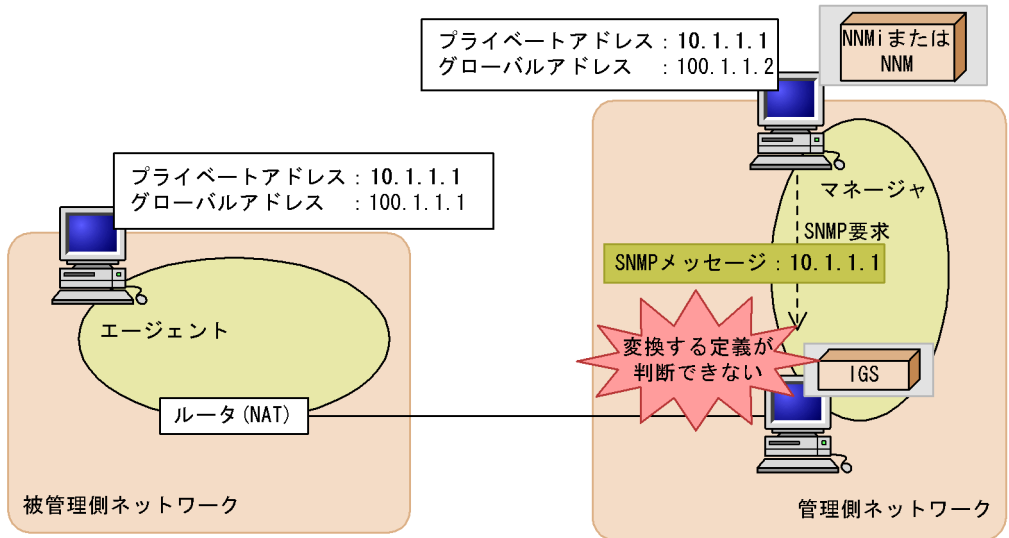 プライベートアドレス：10.1.1.1
グローバルアドレス　：100.1.1.2
NNMiまたは
NNM
プライベートアドレス：10.1.1.1
グローバルアドレス　：100.1.1.1
マネージャ
SNMP要求
SNMPメッセージ：10.1.1.1
エージェント
変換する定義が
判断できない
IGS
ルータ(NAT)
被管理側ネットワーク
管理側ネットワーク